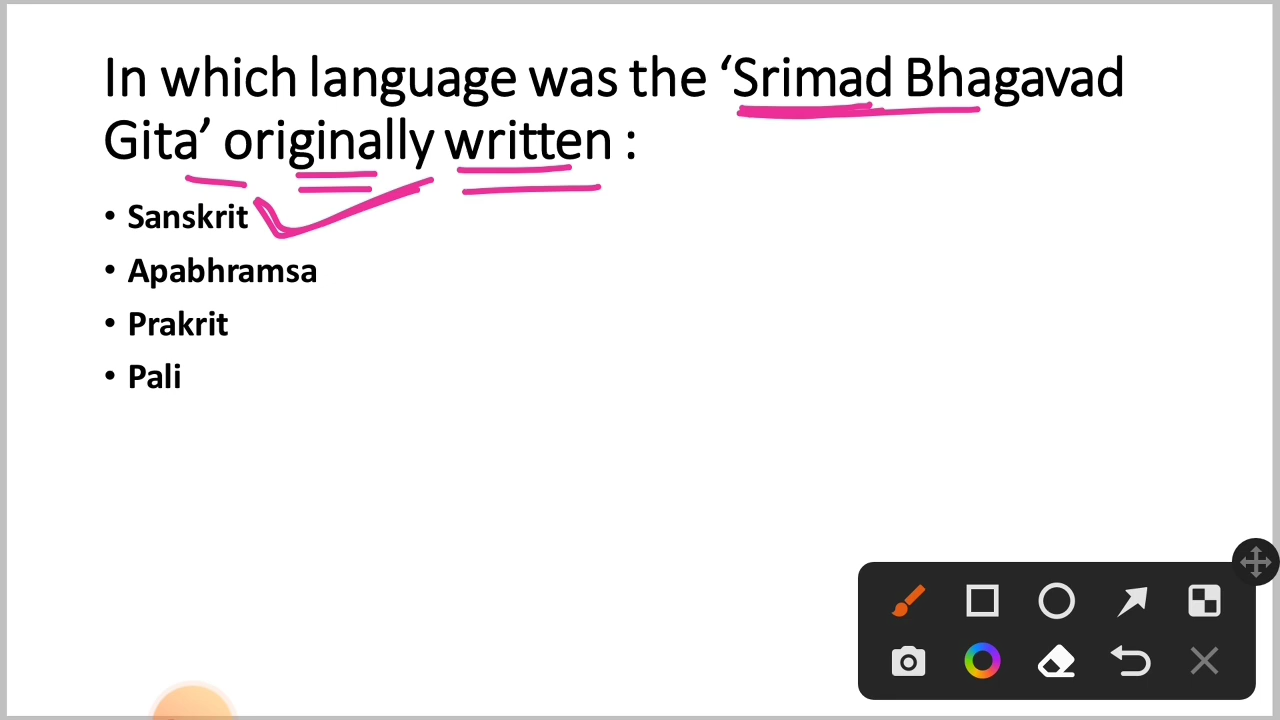 In which language was the ‘Srimad Bhagavad
Gita’ originally written :
• Sanskrit
• Apabhramsa
• Prakrit
• Pali